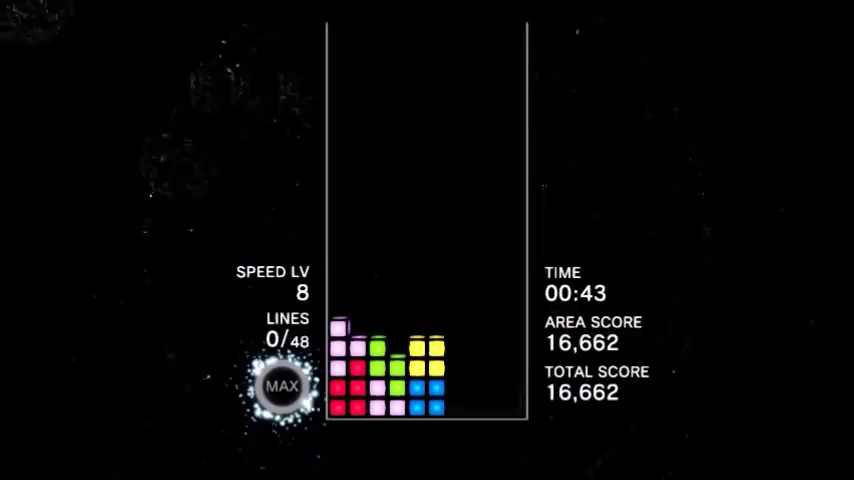 SPEED LV
8
LINES
0/48
MAX
TIME
00:43
AREA SCORE
16,662
TOTAL SCORE
16,662